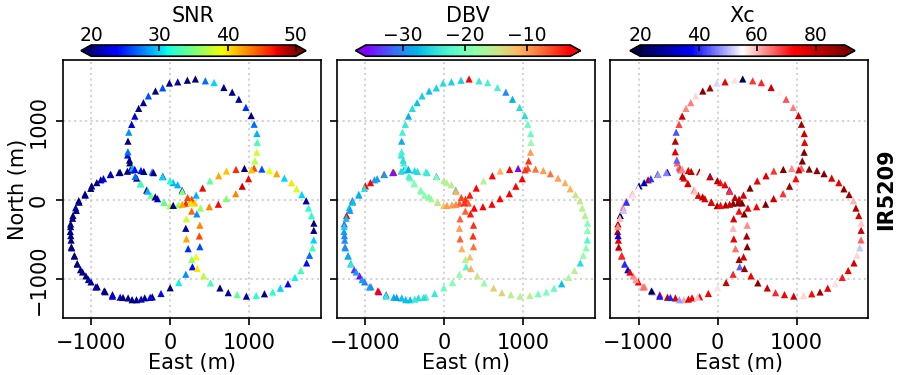 SNR
20 30 40 50
DBV
−30 −20 −10
Xc
20 40 60 80
North (m)
1000
0
−1000
−1000 0 1000
East (m)
−1000 0 1000
East (m)
−1000 0 1000
East (m)
IR5209